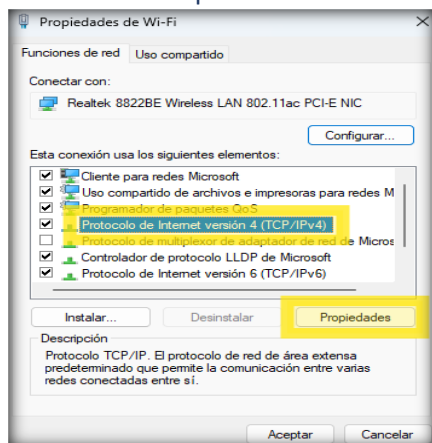 Propiedades de Wi-Fi
Funciones de red
Uso compartido
Conectar con:
Realtek 8822BE Wireless LAN 802.11ac PCI-E NIC
Configurar...
Esta conexión usa los siguientes elementos:
Cliente para redes Microsoft
Uso compartido de archivos e impresoras para redes M
Programador de paquetes QoS
Protocolo de Internet versión 4 (TCP/IPv4)
Protocolo de multiplexor de adaptador de red de Micros
Controlador de protocolo LLDP de Microsoft
Protocolo de Internet versión 6 (TCP/IPv6)
Instalar...
Desinstalar
Propiedades
Descripción
Protocolo TCP/IP. El protocolo de red de área extensa
predeterminado que permite la comunicación entre varias
redes conectadas entre sí.
Aceptar
Cancelar